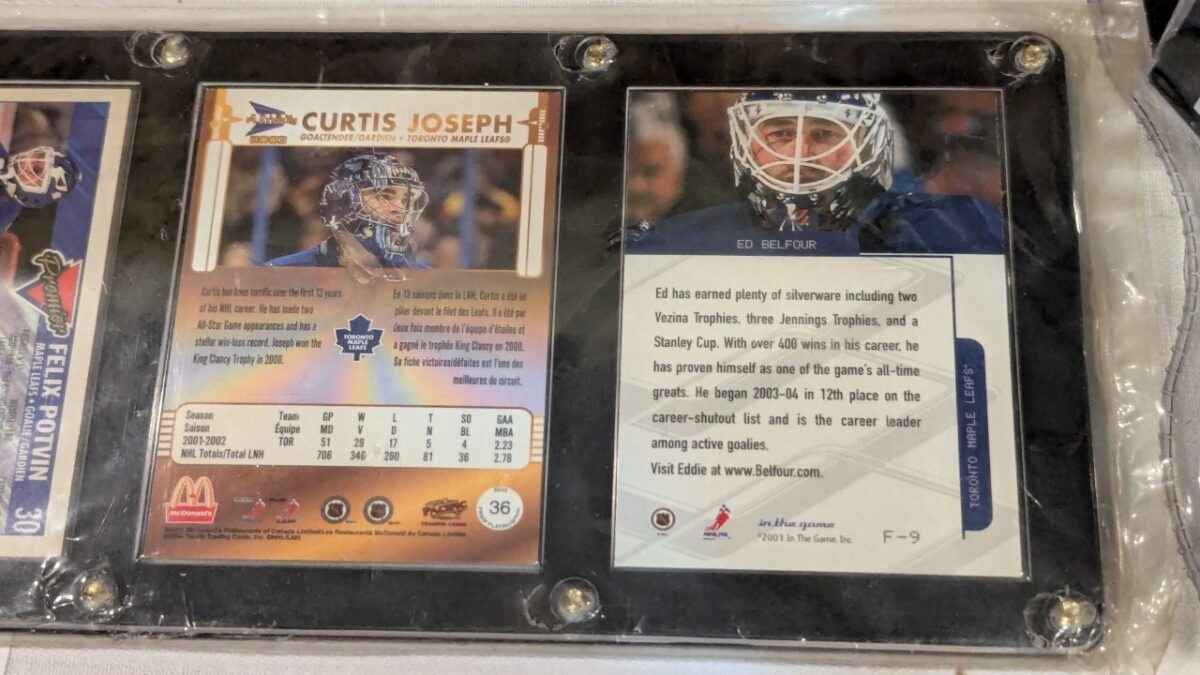 Premier
FELIX POTVIN
MAPLE LEAFS • GOALIE/GARDIEN
30
CURTIS JOSEPH
GOALTENDER/GARDIEN • TORONTO MAPLE LEAFS®
Curtis has been terrific over the first 13 years
of his NHL career. He has made two
All-Star Game appearances and has a
stellar win-loss record. Joseph won the
King Clancy Trophy in 2000.
TORONTO
MAPLE
LEAFS
En 13 saisons dans la LNH, Curtis a été un
pilier devant le filet des Leafs. Il a été par
deux fois membre de l'équipe d'étoiles et
a gagné le trophée King Clancy en 2000.
Sa fiche victoires/défaites est l'une des
meilleures du circuit.
Season Team GP W L T SO GAA
Saison Équipe MD V D N BL MBA
2001-2002 TOR 51 29 17 5 4 2.23
NHL Totals/Total LNH 706 346 260 81 36 2.78
McDonald's
PACIFIC
TRADING CARDS
36
ED BELFOUR
Ed has earned plenty of silverware including two
Vezina Trophies, three Jennings Trophies, and a
Stanley Cup. With over 400 wins in his career, he
has proven himself as one of the game's all-time
greats. He began 2003-04 in 12th place on the
career-shutout list and is the career leader
among active goalies.
Visit Eddie at www.Belfour.com.
TORONTO MAPLE LEAFS
in the game
©2001 In The Game, Inc.
F-9